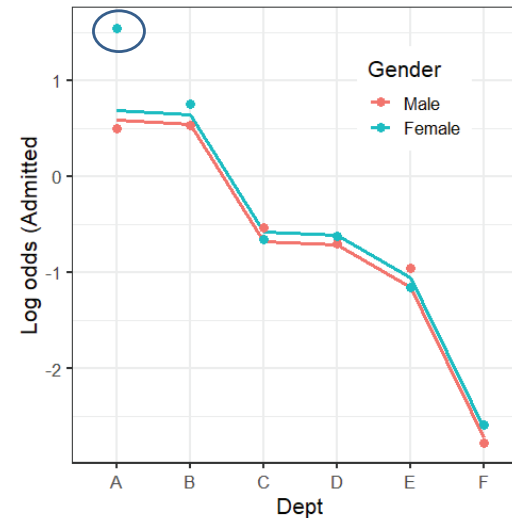 Log odds (Admitted
1
0
-1
-2
Gender
Male
Female
A B C D E F
Dept